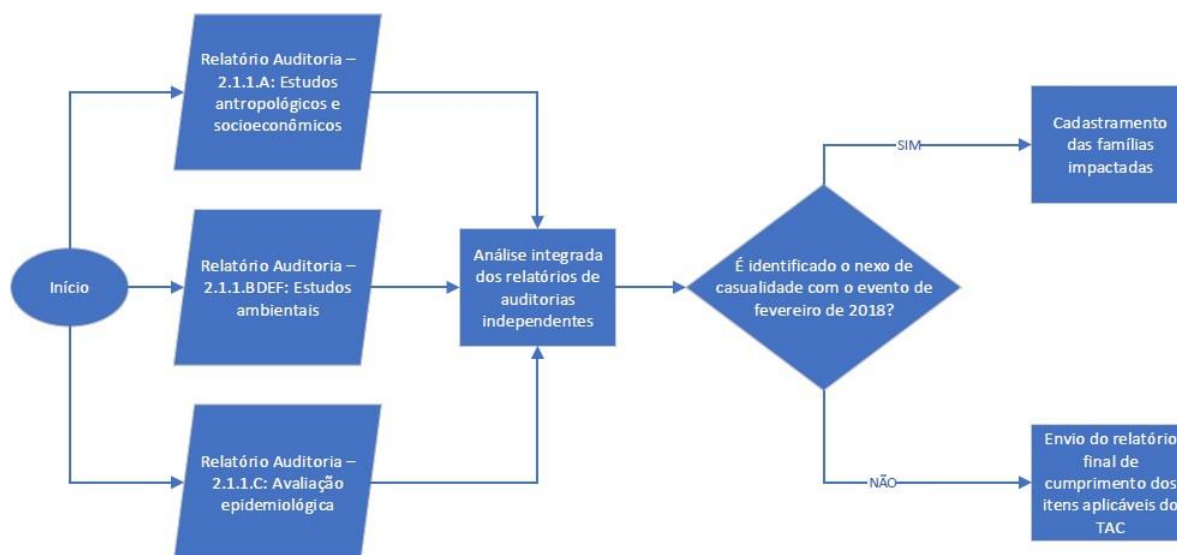 Início
Relatório Auditoria –
2.1.1.A: Estudos
antropológicos e
socioeconômicos
Relatório Auditoria –
2.1.1.BDEF: Estudos
ambientais
Relatório Auditoria –
2.1.1.C: Avaliação
epidemiológica
Análise integrada
dos relatórios de
auditorias
independentes
É identificado o nexo de
casualidade com o evento de
fevereiro de 2018?
SIM
Cadastramento
das famílias
impactadas
NÃO
Envio do relatório
final de
cumprimento dos
itens aplicáveis do
TAC